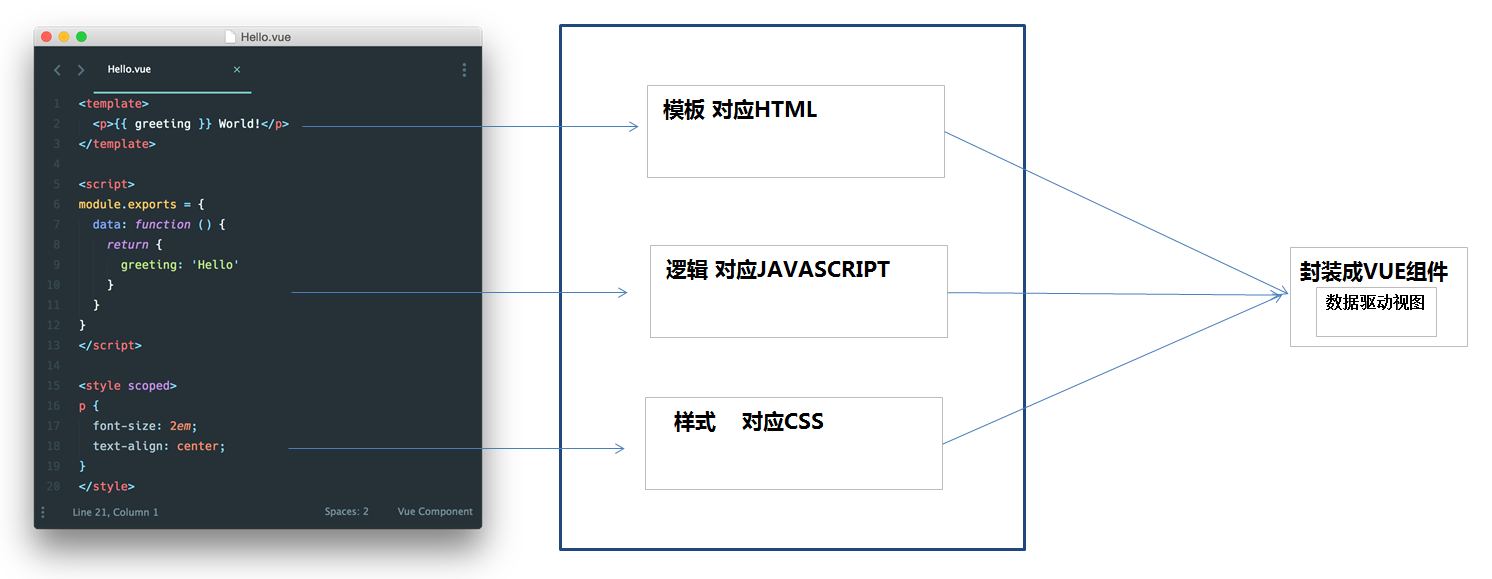 Hello.vue
Hello.vue ×
1 <template>
2 <p>{{ greeting }} World!</p>
3 </template>
4
5 <script>
6 module.exports = {
7 data: function () {
8 return {
9 greeting: 'Hello'
10 }
11 }
12 }
13 </script>
14
15 <style scoped>
16 p {
17 font-size: 2em;
18 text-align: center;
19 }
20 </style>
Line 21, Column 1 Spaces: 2 Vue Component
模板 对应HTML
逻辑 对应JAVASCRIPT
样式 对应CSS
封装成VUE组件
数据驱动视图